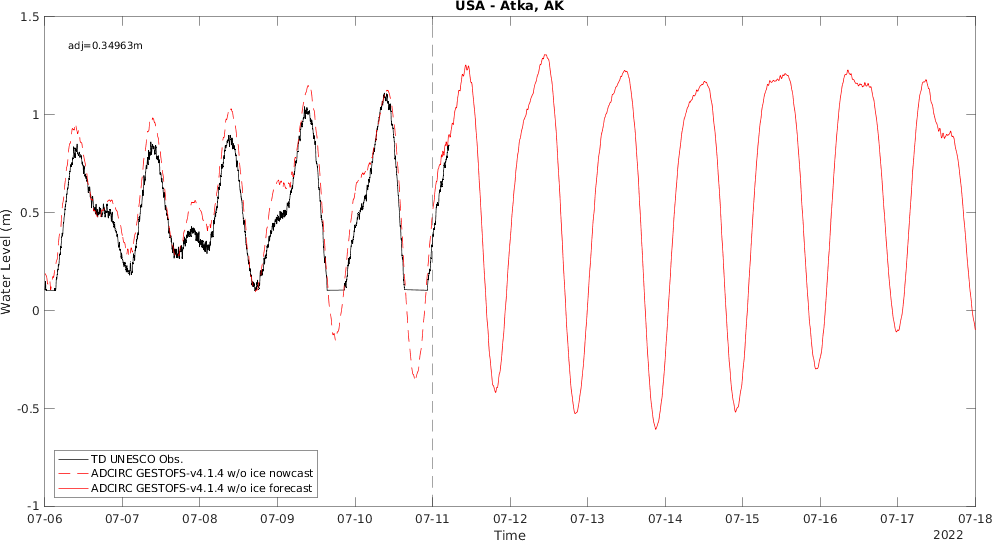 USA - Atka, AK
1.5
adj=0.34963m
1
0.5
0
-0.5
-1
Water Level (m)
TD UNESCO Obs.
ADCIRC GESTOFS-v4.1.4 w/o ice nowcast
ADCIRC GESTOFS-v4.1.4 w/o ice forecast
07-06 07-07 07-08 07-09 07-10 07-11 07-12 07-13 07-14 07-15 07-16 07-17 07-18
Time
2022